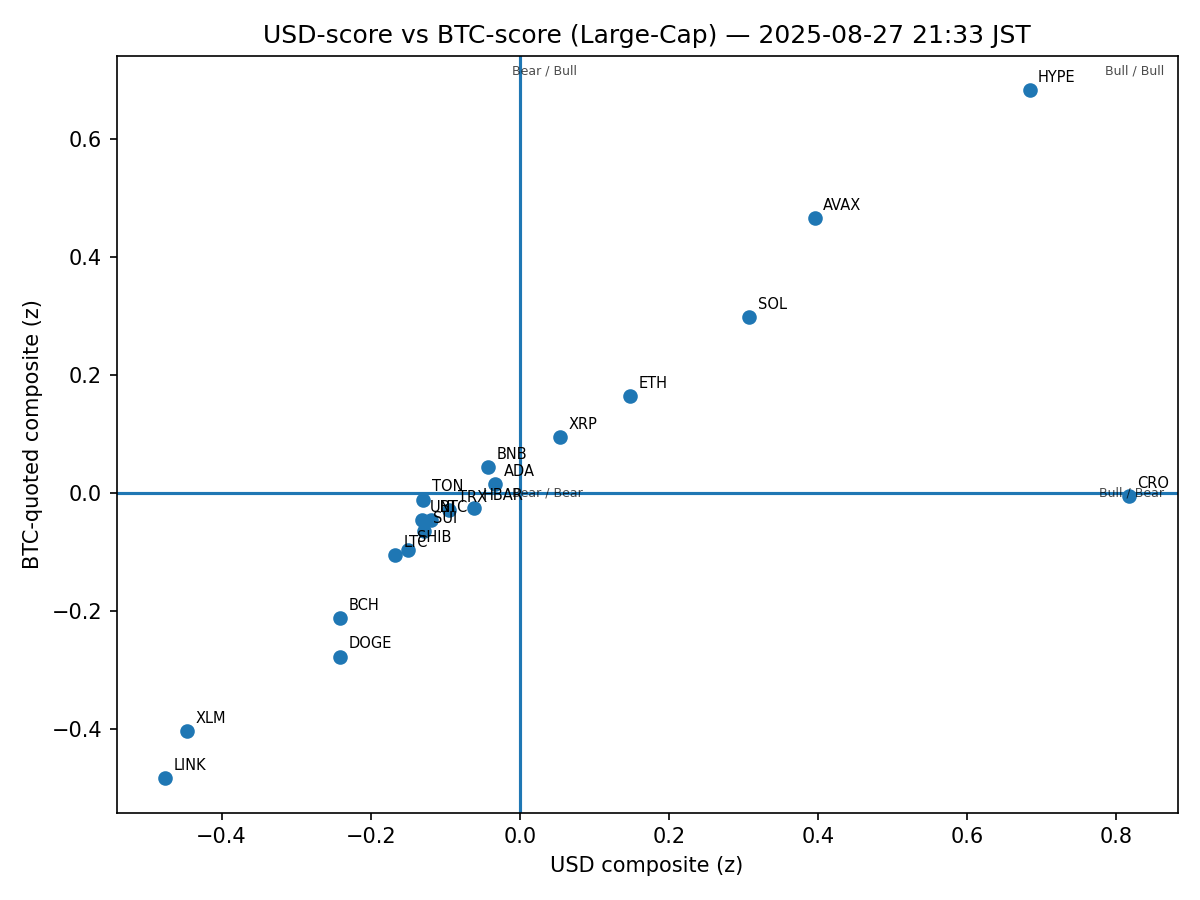 USD-score vs BTC-score (Large-Cap) — 2025-08-27 21:33 JST
Bear / Bull
Bull / Bull
HYPE
0.6
AVAX
0.4
SOL
0.2
ETH
XRP
BNB
ADA
TON
CRO
0.0
Bear / Bear
Bull / Bear
HBAR
TRX
UNI
BTC
SUI
SHIB
LTC
BCH
−0.2
DOGE
XLM
−0.4
LINK
−0.4
−0.2
0.0
0.2
0.4
0.6
0.8
USD composite (z)
BTC-quoted composite (z)